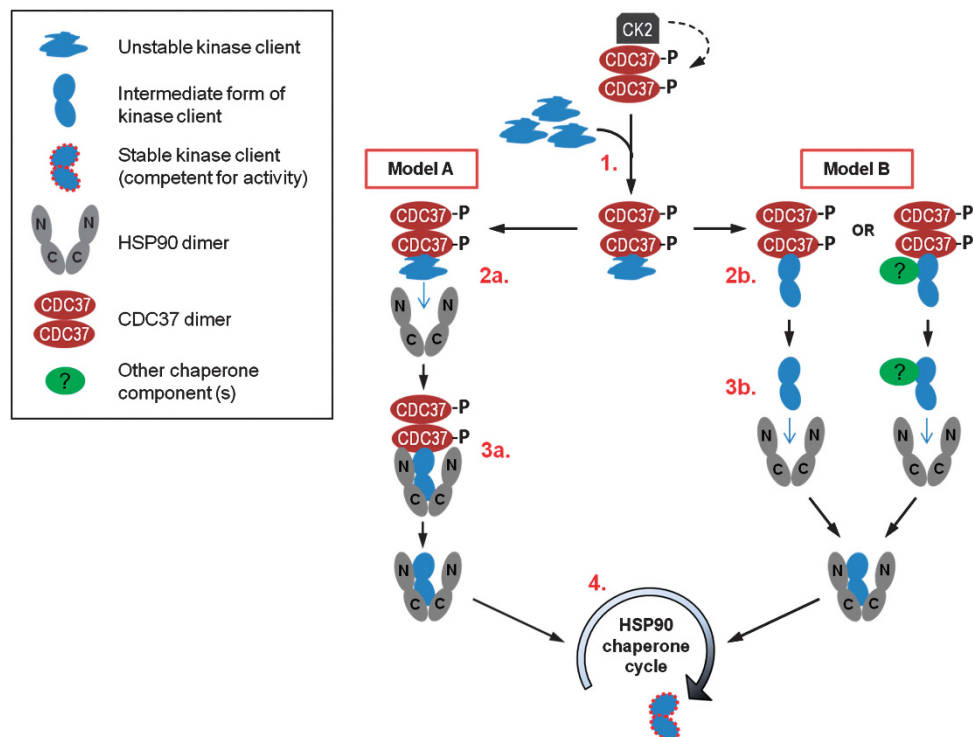 Unstable kinase client
Intermediate form of
kinase client
Stable kinase client
(competent for activity)
N N
C C
HSP90 dimer
CDC37
CDC37
CDC37 dimer
?
Other chaperone
component (s)
CK2
CDC37-P
CDC37-P
1.
Model A
Model B
CDC37-P
CDC37-P
2a.
N N
C C
CDC37-P
CDC37-P
3a.
N N
C C
N N
C C
CDC37-P
CDC37-P
CDC37-P
CDC37-P
OR
CDC37-P
CDC37-P
2b.
?
3b.
?
N N
C C
N N
C C
N N
C C
4.
HSP90
chaperone
cycle